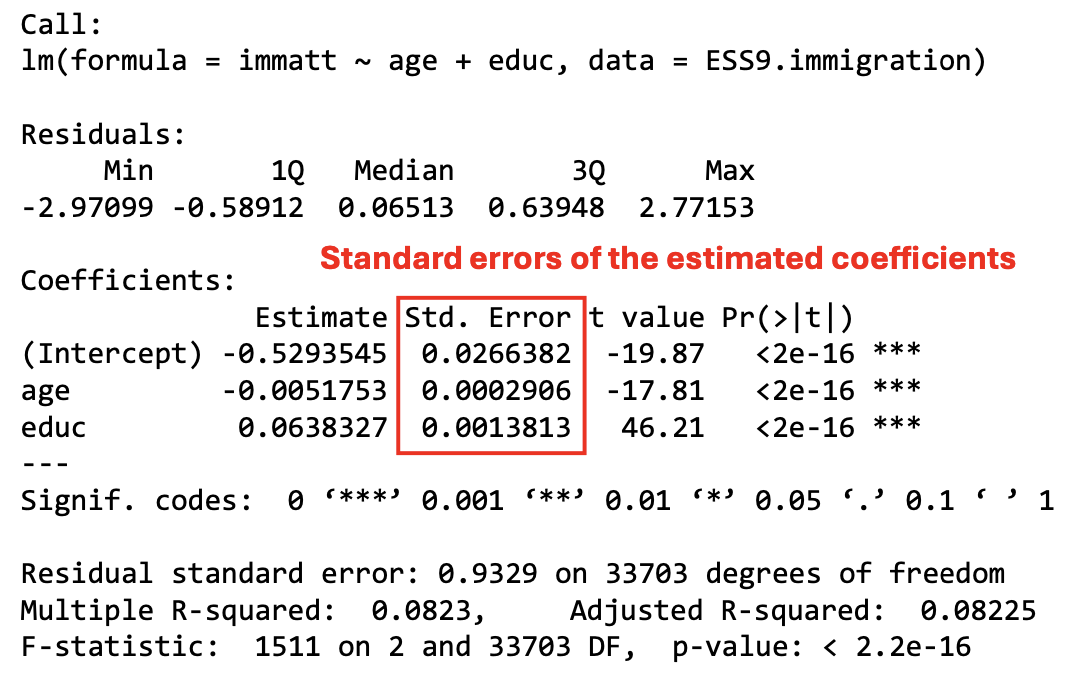 Call:
lm(formula = immatt ~ age + educ, data = ESS9.immigration)
Residuals:
Min 1Q Median 3Q Max
-2.97099 -0.58912 0.06513 0.63948 2.77153
Standard errors of the estimated coefficients
Coefficients:
Estimate Std. Error t value Pr(>|t|)
(Intercept) -0.5293545 0.0266382 -19.87 <2e-16 ***
age -0.0051753 0.0002906 -17.81 <2e-16 ***
educ 0.0638327 0.0013813 46.21 <2e-16 ***
---
Signif. codes: 0 ‘***’ 0.001 ‘**’ 0.01 ‘*’ 0.05 ‘.’ 0.1 ‘ ’ 1
Residual standard error: 0.9329 on 33703 degrees of freedom
Multiple R-squared: 0.0823, Adjusted R-squared: 0.08225
F-statistic: 1511 on 2 and 33703 DF, p-value: < 2.2e-16